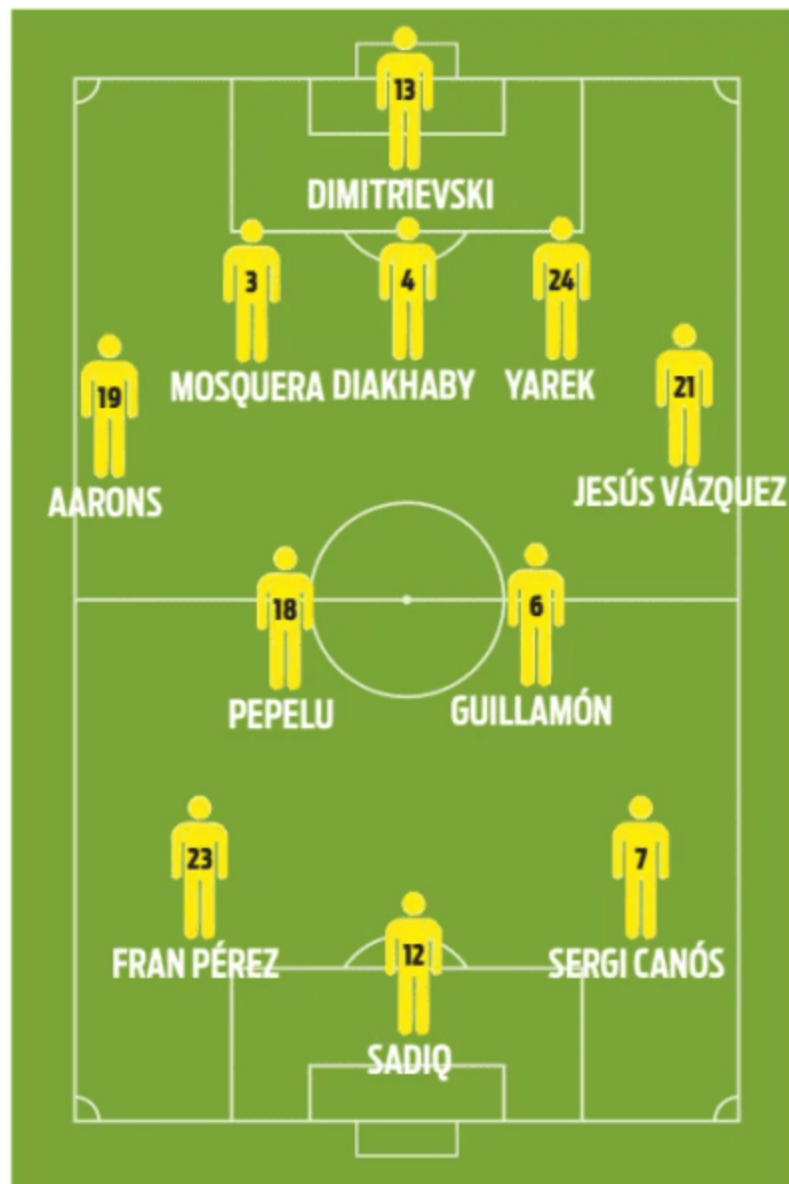 13
DIMITRIEVSKI
3
4
24
MOSQUERA
DIAKHABY
YAREK
19
21
AARONS
JESÚS VÁZQUEZ
18
6
PEPELU
GUILLAMÓN
23
7
FRAN PÉREZ
SERGI CANÓS
12
SADIQ